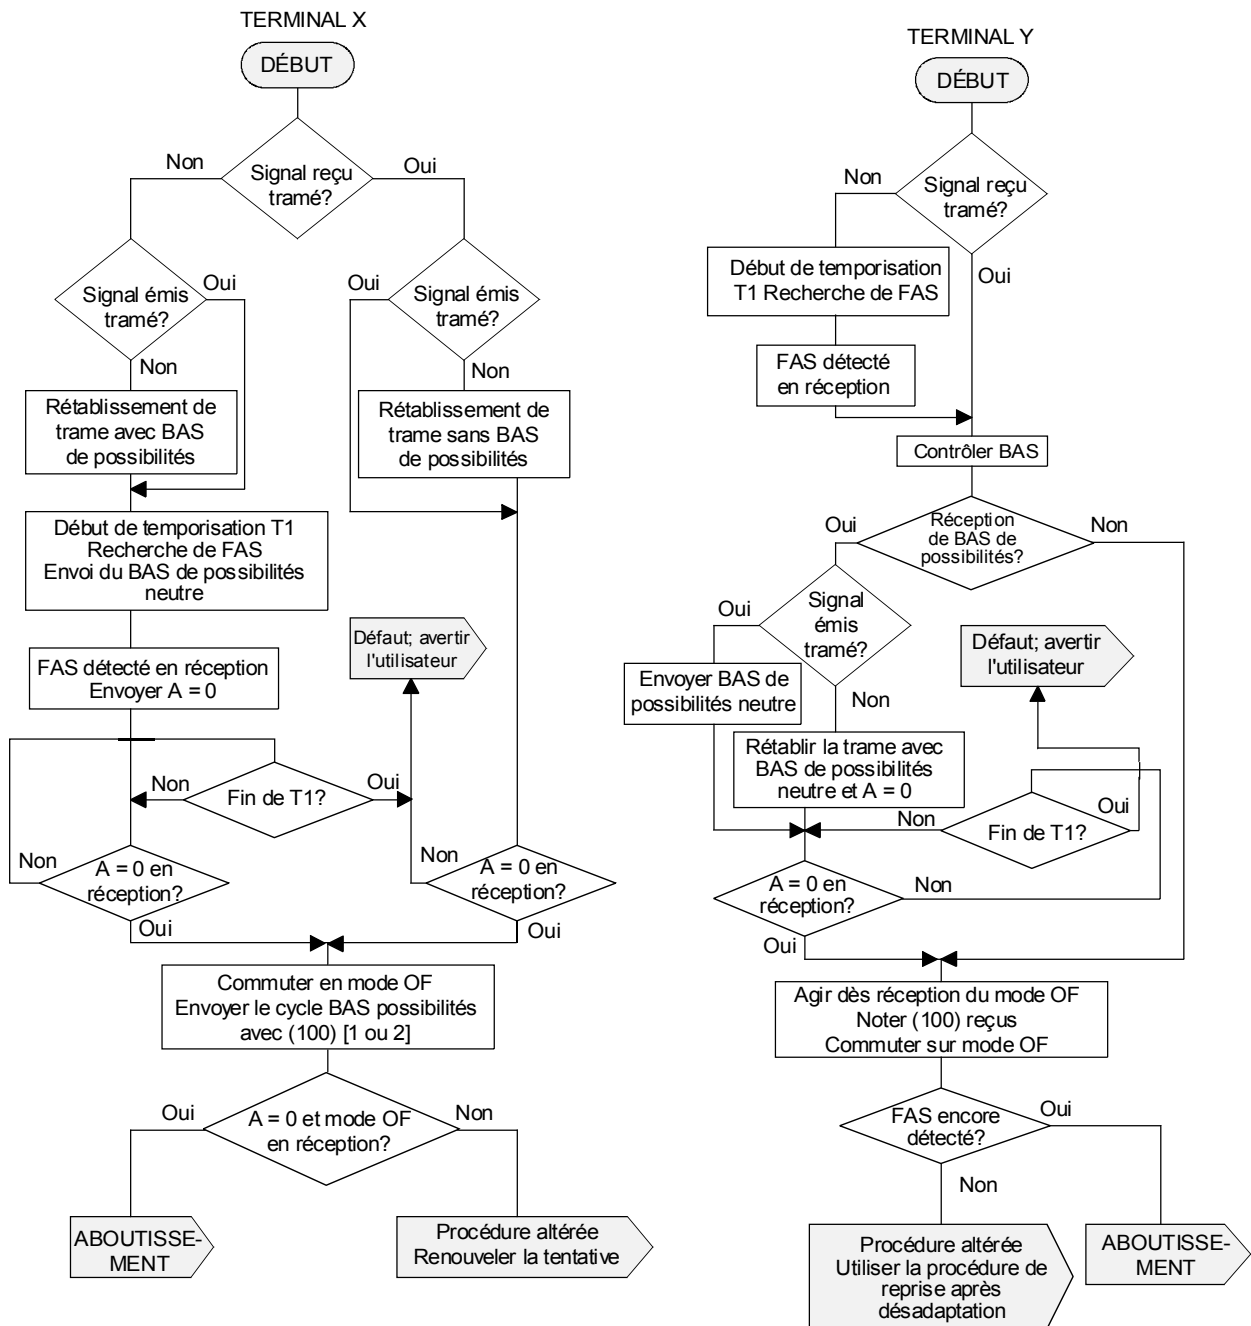 TERMINAL X
DÉBUT
Signal reçu
tramé?
Non
Oui
Signal émis
tramé?
Oui
Non
Oui
Signal émis
tramé?
Non
Rétablissement de
trame avec BAS
de possibilités
Rétablissement de
trame sans BAS
de possibilités
Début de temporisation T1
Recherche de FAS
Envoi du BAS de possibilités
neutre
FAS détecté en réception
Envoyer A = 0
Défaut; avertir
l'utilisateur
Non
Fin de T1?
Oui
Non
A = 0 en
réception?
Oui
Non
A = 0 en
réception?
Oui
Commuter en mode OF
Envoyer le cycle BAS possibilités
avec (100) [1 ou 2]
Oui
A = 0 et mode OF
en réception?
Non
ABOUTISSE-
MENT
Procédure altérée
Renouveler la tentative
TERMINAL Y
DÉBUT
Non
Signal reçu
tramé?
Oui
Début de temporisation
T1 Recherche de FAS
FAS détecté
en réception
Contrôler BAS
Oui
Réception
de BAS de
possibilités?
Non
Oui
Signal
émis
tramé?
Non
Envoyer BAS de
possibilités neutre
Défaut; avertir
l'utilisateur
Rétablir la trame avec
BAS de possibilités
neutre et A = 0
Non
Fin de T1?
Oui
A = 0 en
réception?
Non
Oui
Agir dès réception du mode OF
Noter (100) reçus
Commuter sur mode OF
FAS encore
détecté?
Oui
Non
Procédure altérée
Utiliser la procédure de
reprise après
désadaptation
ABOUTISSE-
MENT